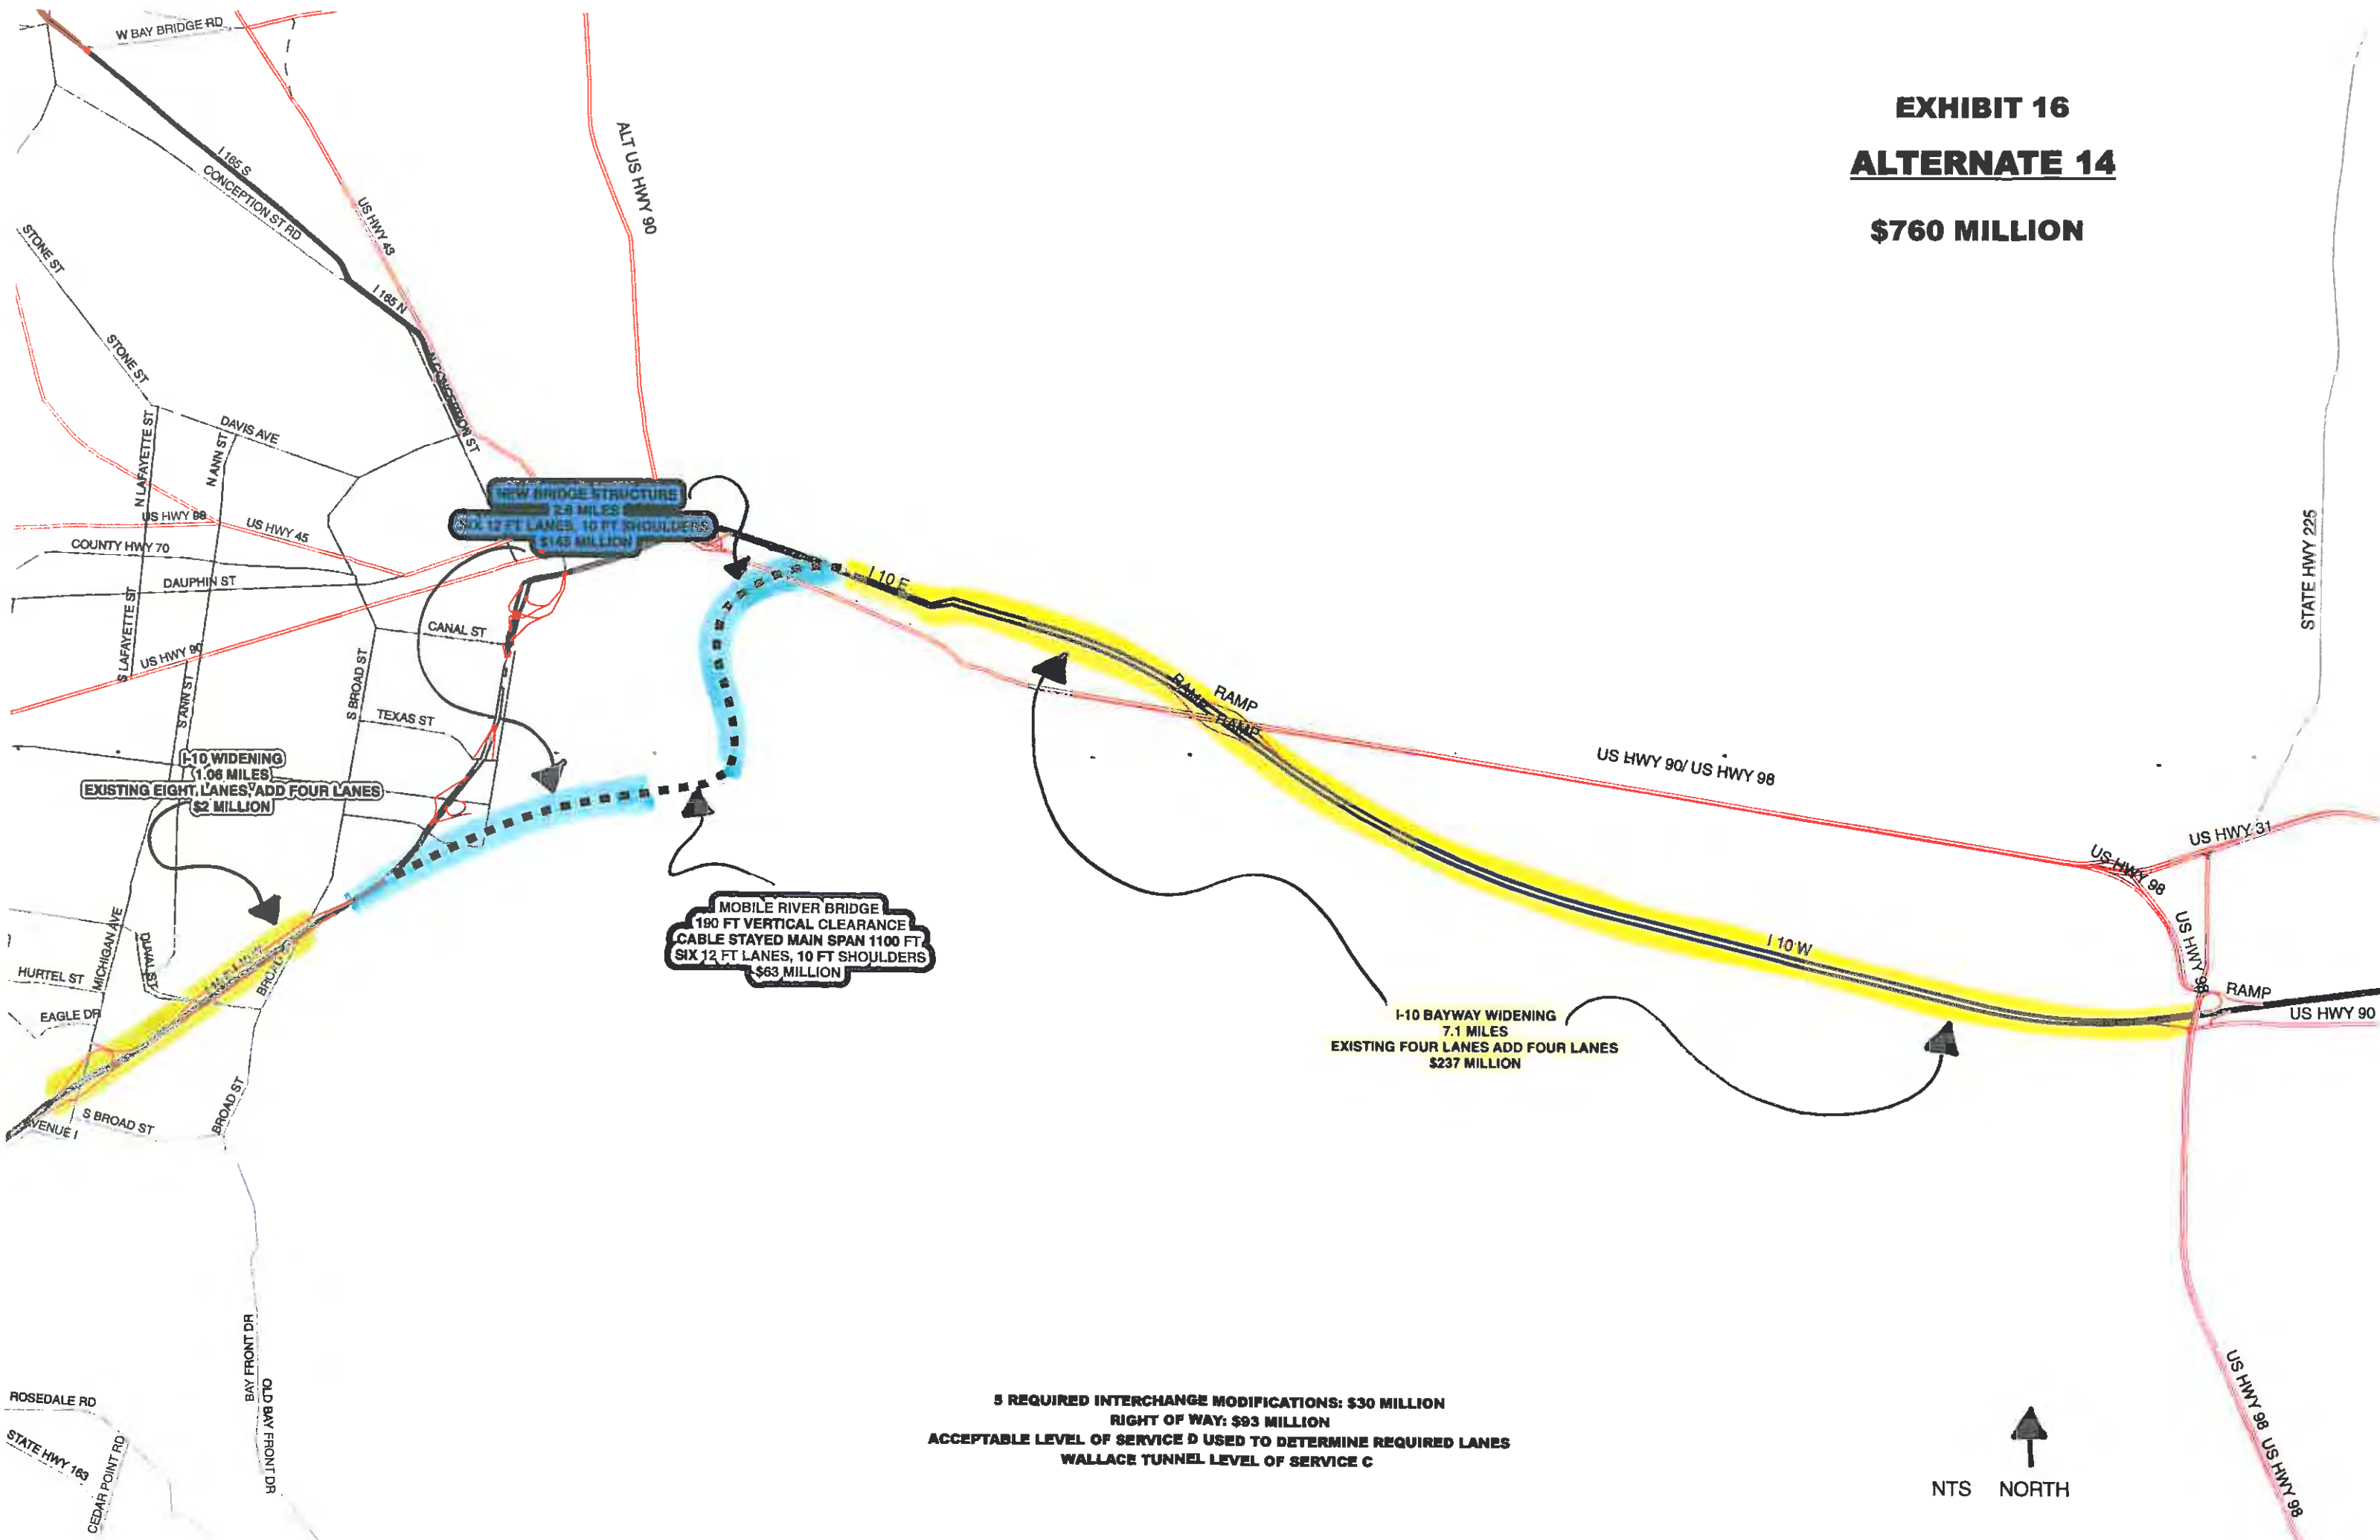 W BAY BRIDGE RD
EXHIBIT 16
ALTERNATE 14
$760 MILLION
I 165 S
CONCEPTION ST RD
US HWY 43
ALT US HWY 90
STONE ST
I 165 N
STONE ST
N CONCEPTION ST
DAVIS AVE
N LAFAYETTE ST
N ANN ST
US HWY 98
US HWY 45
COUNTY HWY 70
DAUPHIN ST
S LAFAYETTE ST
US HWY 90
S ANN ST
CANAL ST
S BROAD ST
TEXAS ST
NEW BRIDGE STRUCTURE
2.8 MILES
SIX 12 FT LANES, 10 FT SHOULDERS
$145 MILLION
I 10 E
RAMP
RAMP
RAMP
STATE HWY 225
US HWY 90/ US HWY 98
US HWY 31
US HWY 98
US HWY 98
RAMP
US HWY 90
I 10 W
I-10 WIDENING
1.06 MILES
EXISTING EIGHT LANES, ADD FOUR LANES
$2 MILLION
MOBILE RIVER BRIDGE
190 FT VERTICAL CLEARANCE
CABLE STAYED MAIN SPAN 1100 FT
SIX 12 FT LANES, 10 FT SHOULDERS
$63 MILLION
I-10 BAYWAY WIDENING
7.1 MILES
EXISTING FOUR LANES ADD FOUR LANES
$237 MILLION
MICHIGAN AVE
DUVAL ST
BROAD ST
HURTEL ST
EAGLE DR
S BROAD ST
AVENUE I
BROAD ST
BAY FRONT DR
OLD BAY FRONT DR
ROSEDALE RD
STATE HWY 163
CEDAR POINT RD
5 REQUIRED INTERCHANGE MODIFICATIONS: $30 MILLION
RIGHT OF WAY: $93 MILLION
ACCEPTABLE LEVEL OF SERVICE D USED TO DETERMINE REQUIRED LANES
WALLACE TUNNEL LEVEL OF SERVICE C
US HWY 98
US HWY 98
NTS NORTH